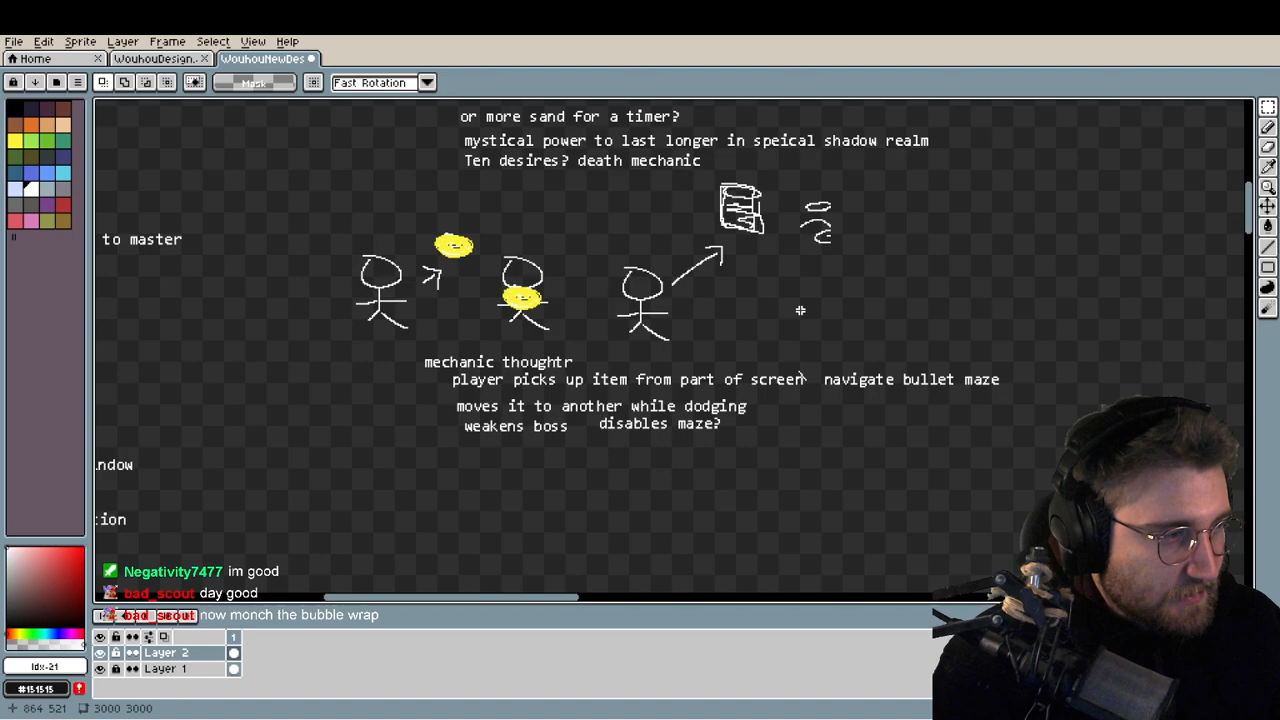 File Edit Sprite Layer Frame Select View Help
Home WouhouDesign. WouhouNewDes
Mask Fast Rotation
or more sand for a timer?
mystical power to last longer in speical shadow realm
Ten desires? death mechanic
to master
mechanic thoughtr
player picks up item from part of screen navigate bullet maze
moves it to another while dodging
weakens boss disables maze?
ndow
tion
Negativity7477 im good
bad_scout day good
bad_scout now monch the bubble wrap
1
Layer 2
Layer 1
Idx-21
#151515
864 521 3000 3000